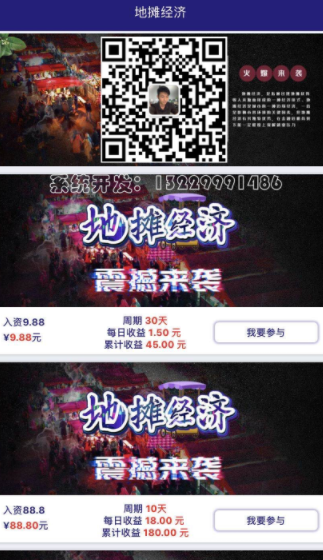 地摊经济
火爆来袭
系统开发：13229991486
地摊经济
震撼来袭
入资9.88
¥9.88元
周期 30天
每日收益 1.50 元
累计收益 45.00 元
我要参与
地摊经济
震撼来袭
入资88.8
¥88.80元
周期 10天
每日收益 18.00 元
累计收益 180.00 元
我要参与